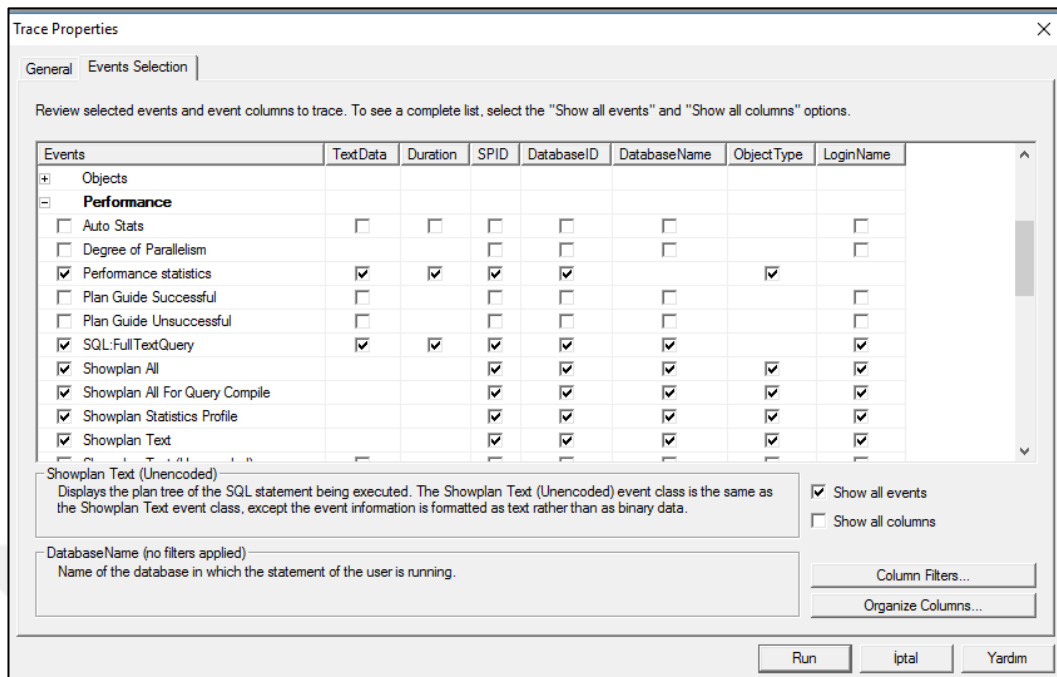 Trace Properties
General Events Selection
Review selected events and event columns to trace. To see a complete list, select the "Show all events" and "Show all columns" options.
Events TextData Duration SPID DatabaseID DatabaseName ObjectType LoginName
Objects
Performance
Auto Stats
Degree of Parallelism
Performance statistics
Plan Guide Successful
Plan Guide Unsuccessful
SQL:FullTextQuery
Showplan All
Showplan All For Query Compile
Showplan Statistics Profile
Showplan Text
Showplan Text (Unencoded)
Displays the plan tree of the SQL statement being executed. The Showplan Text (Unencoded) event class is the same as
the Showplan Text event class, except the event information is formatted as text rather than as binary data.
Show all events
Show all columns
DatabaseName (no filters applied)
Name of the database in which the statement of the user is running.
Column Filters...
Organize Columns...
Run İptal Yardım